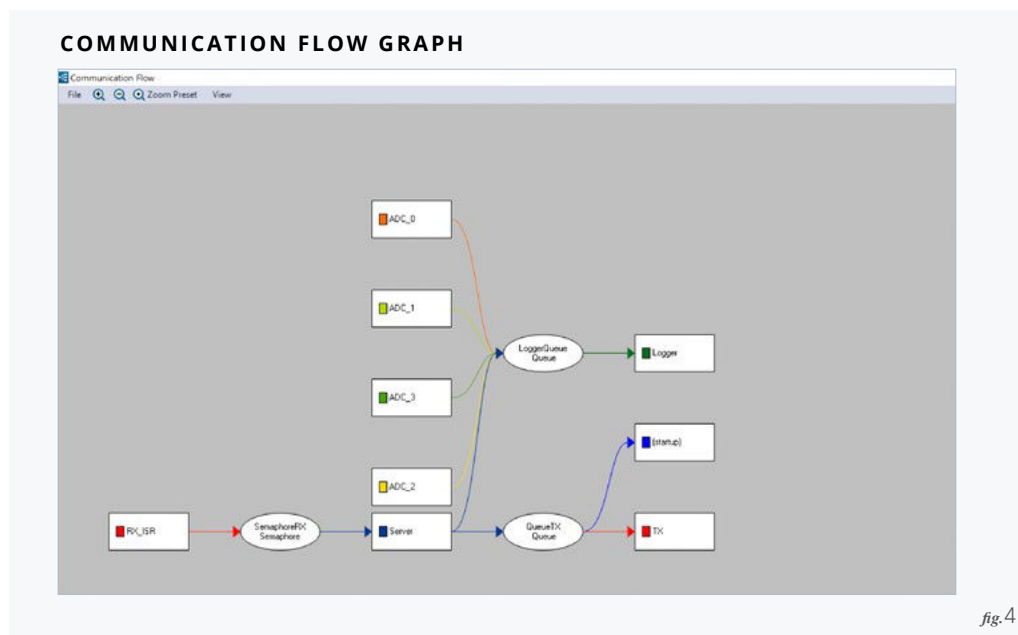 COMMUNICATION FLOW GRAPH
Communication Flow
File Zoom Preset View
ADC_0
ADC_1
LoggerQueue
Queue
Logger
ADC_3
(startup)
ADC_2
RX_ISR
SemaphoreRX
Semaphore
Server
QueueTX
Queue
TX
fig.4